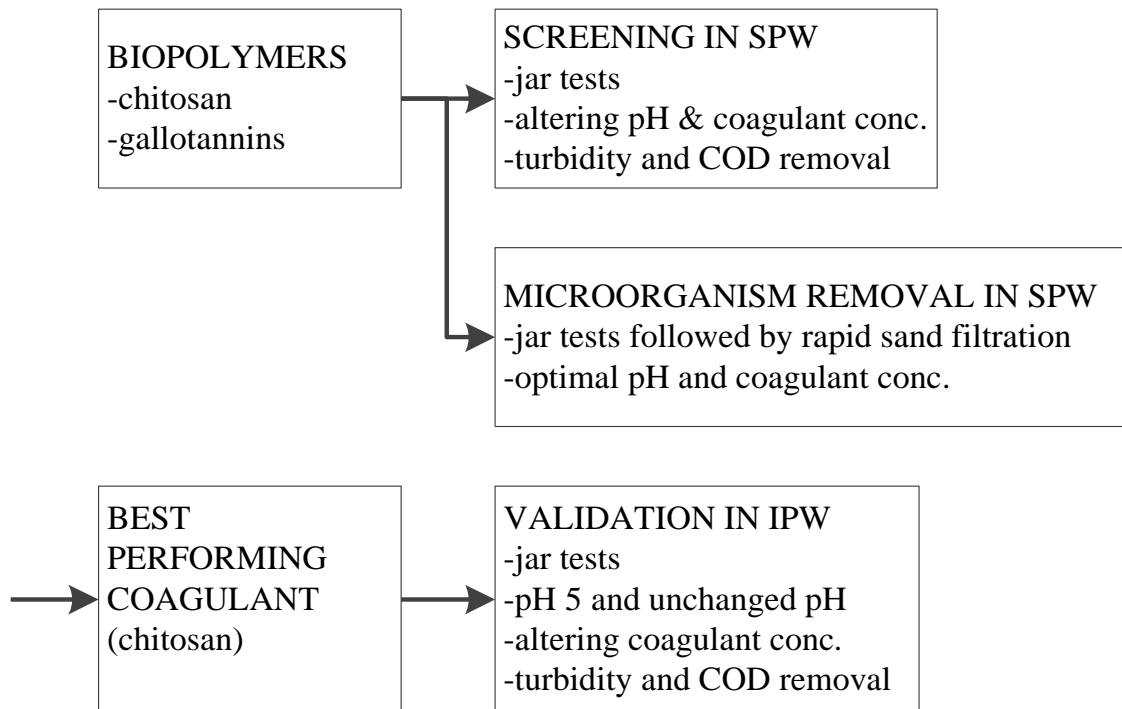 BIOPOLYMERS
-chitosan
-gallotannins
SCREENING IN SPW
-jar tests
-altering pH & coagulant conc.
-turbidity and COD removal
MICROORGANISM REMOVAL IN SPW
-jar tests followed by rapid sand filtration
-optimal pH and coagulant conc.
BEST
PERFORMING
COAGULANT
(chitosan)
VALIDATION IN IPW
-jar tests
-pH 5 and unchanged pH
-altering coagulant conc.
-turbidity and COD removal